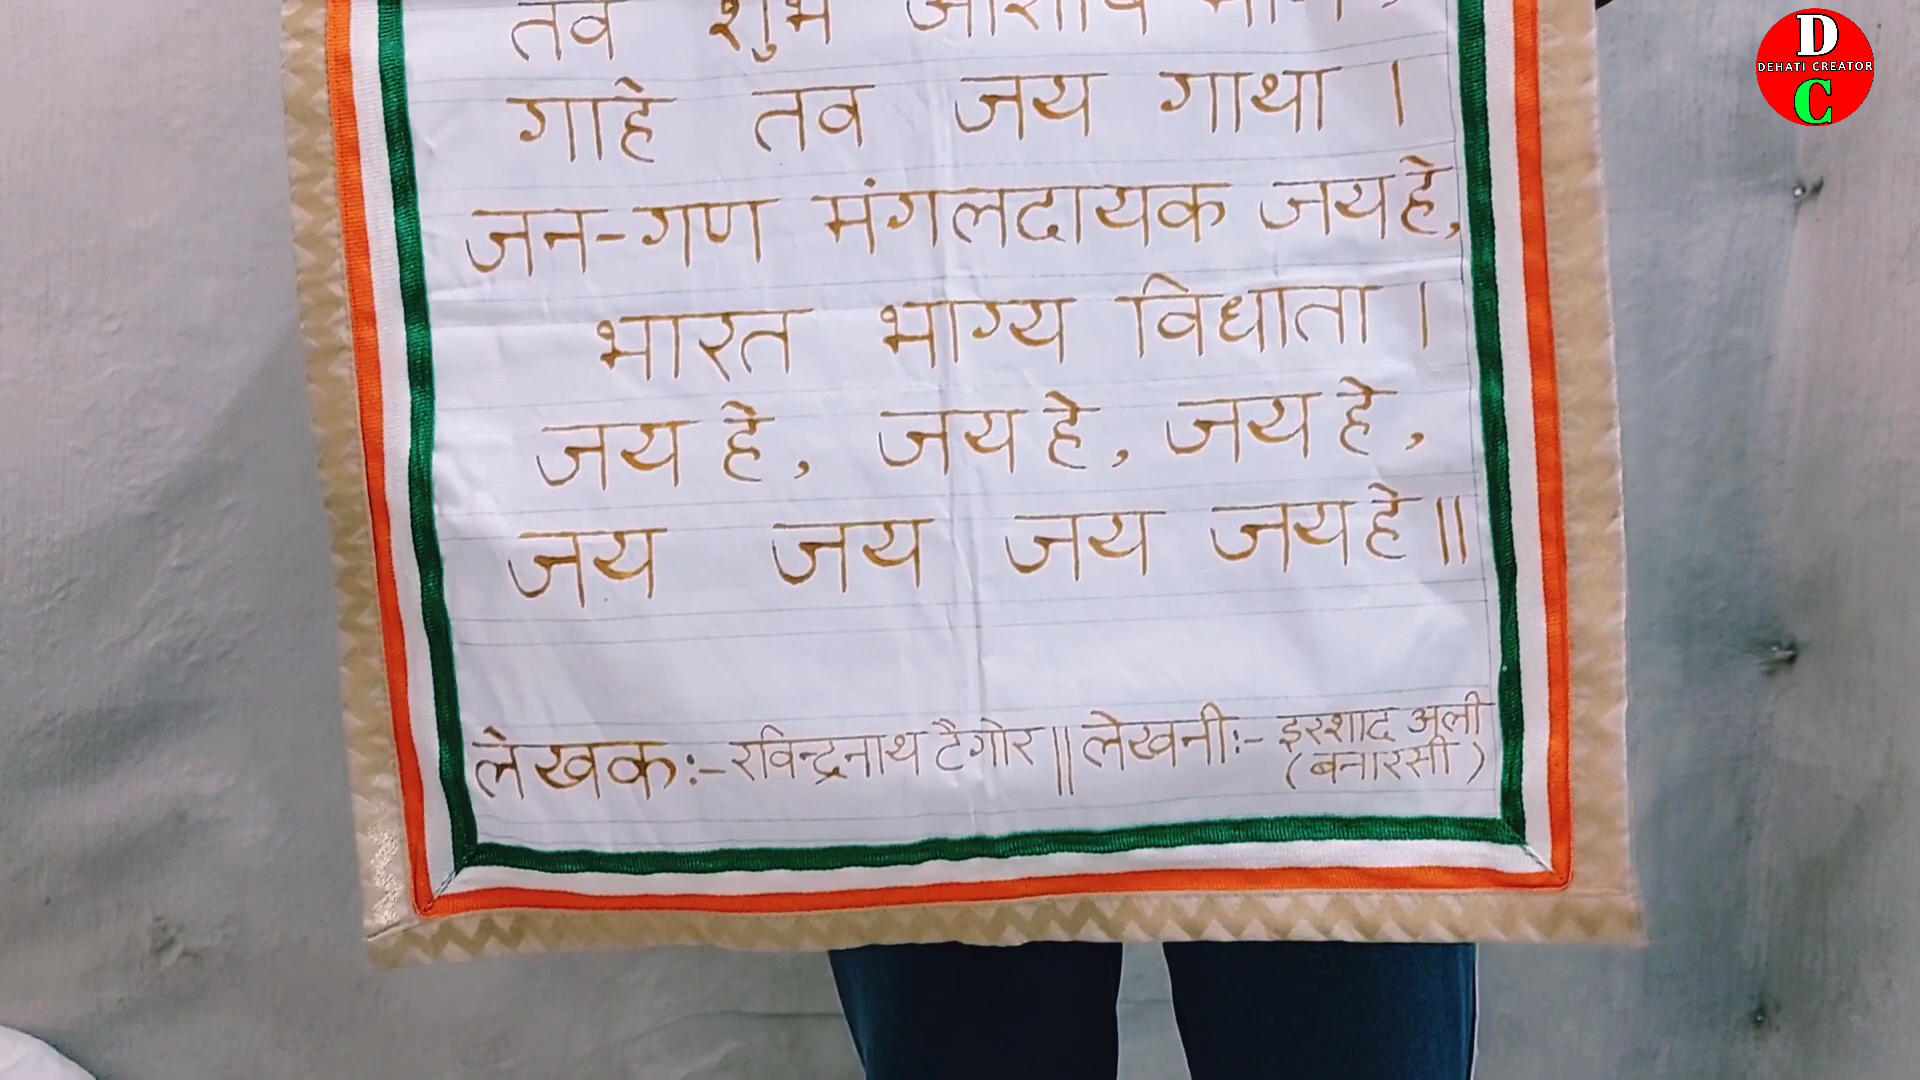 तव शुभ
गाहे तव जय गाथा ।
जन-गण मंगलदायक जय हे,
भारत भाग्य विधाता ।
जय हे, जय हे, जय हे,
जय जय जय जय हे ॥
लेखक:- रविन्द्रनाथ टैगोर || लेखनी:- इरशाद अली
(बनारसी)
D
DEHATI CREATOR
C